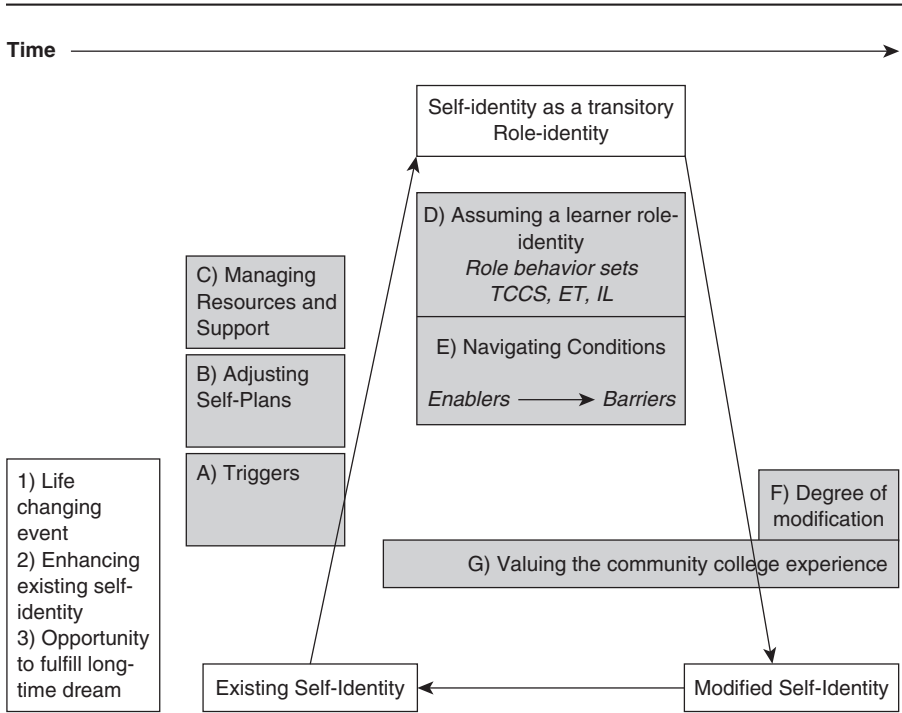 Time
Self-identity as a transitory
Role-identity
D) Assuming a learner role-
identity
Role behavior sets
TCCS, ET, IL
E) Navigating Conditions
Enablers Barriers
C) Managing
Resources and
Support
B) Adjusting
Self-Plans
A) Triggers
1) Life
changing
event
2) Enhancing
existing self-
identity
3) Opportunity
to fulfill long-
time dream
F) Degree of
modification
G) Valuing the community college experience
Existing Self-Identity
Modified Self-Identity